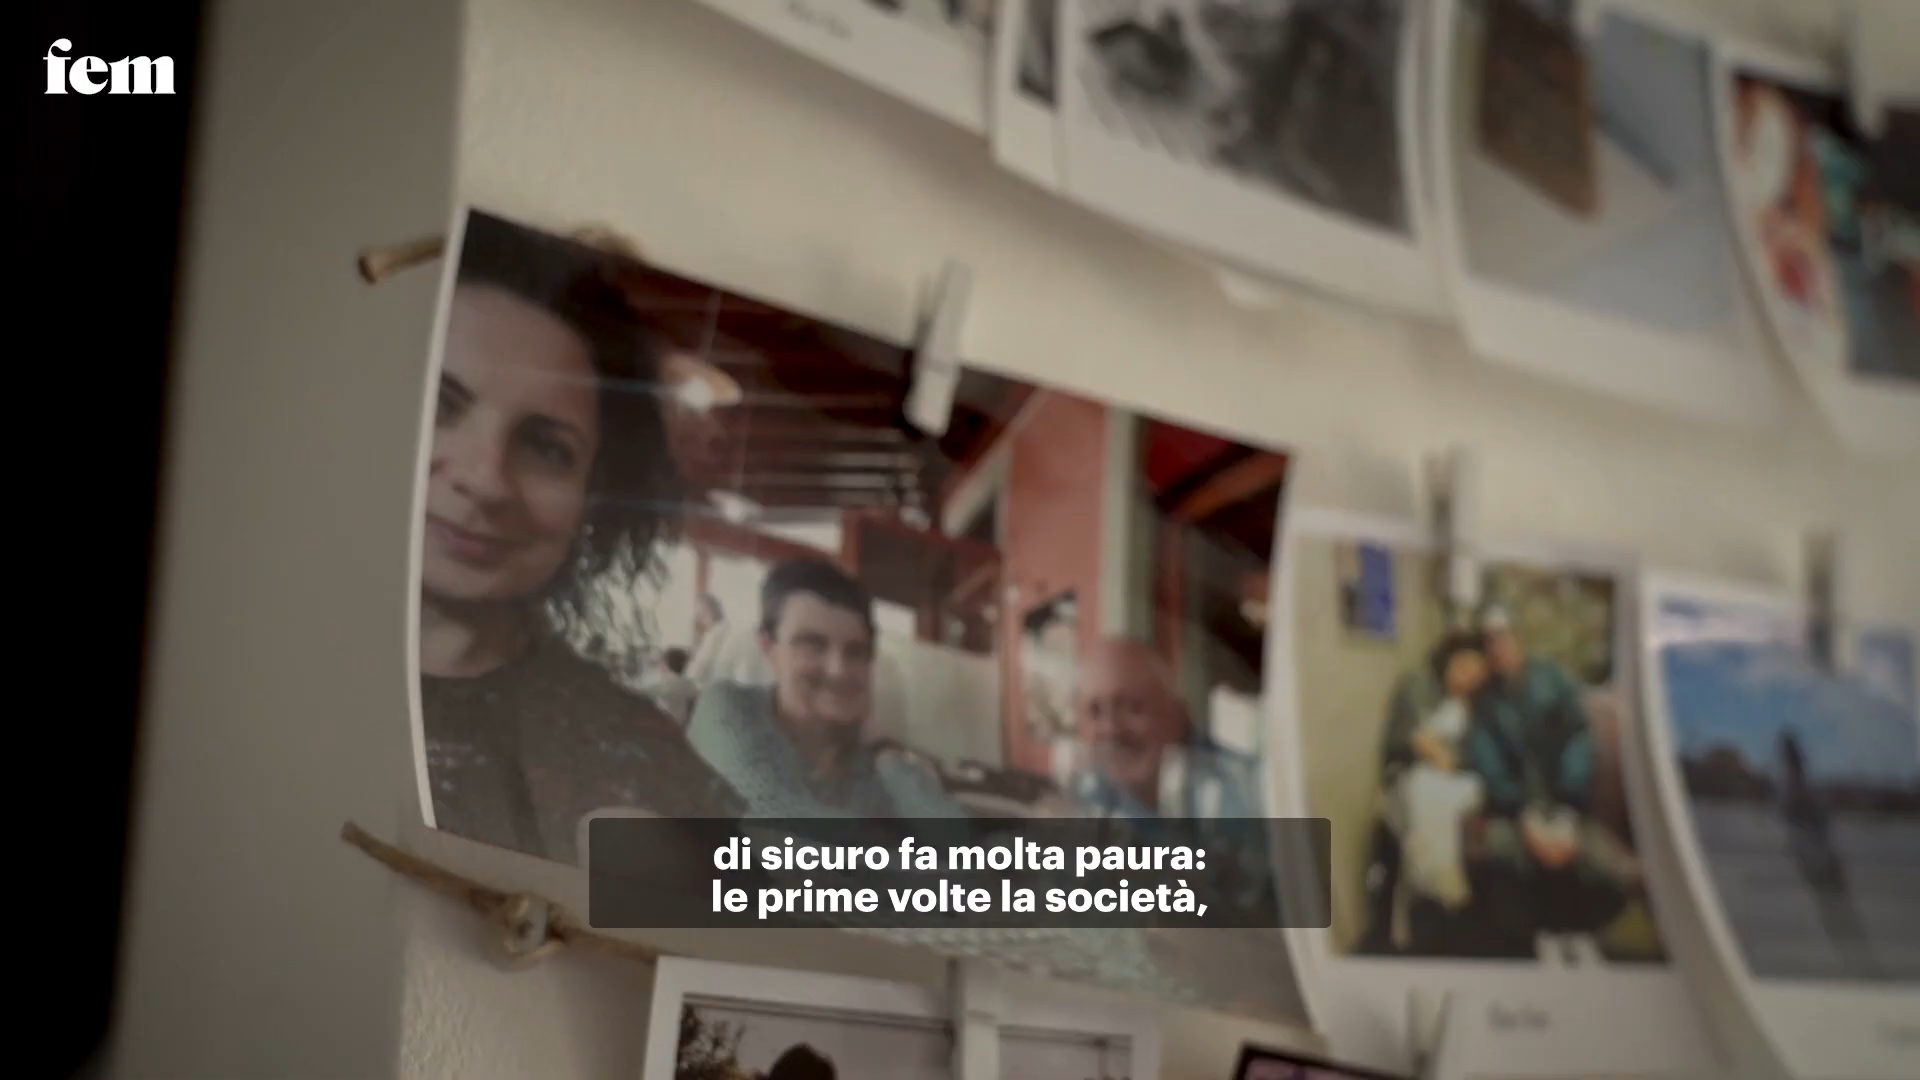 fem
di sicuro fa molta paura:
le prime volte la società,